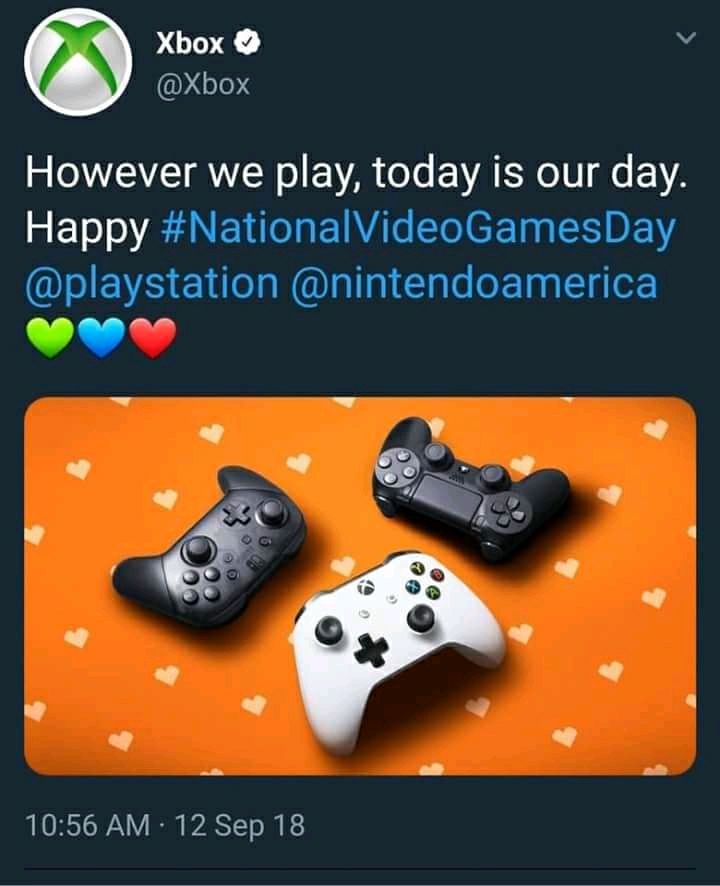 Xbox
@Xbox
However we play, today is our day.
Happy #NationalVideoGamesDay
@playstation @nintendoamerica
💚💙❤️
10:56 AM · 12 Sep 18